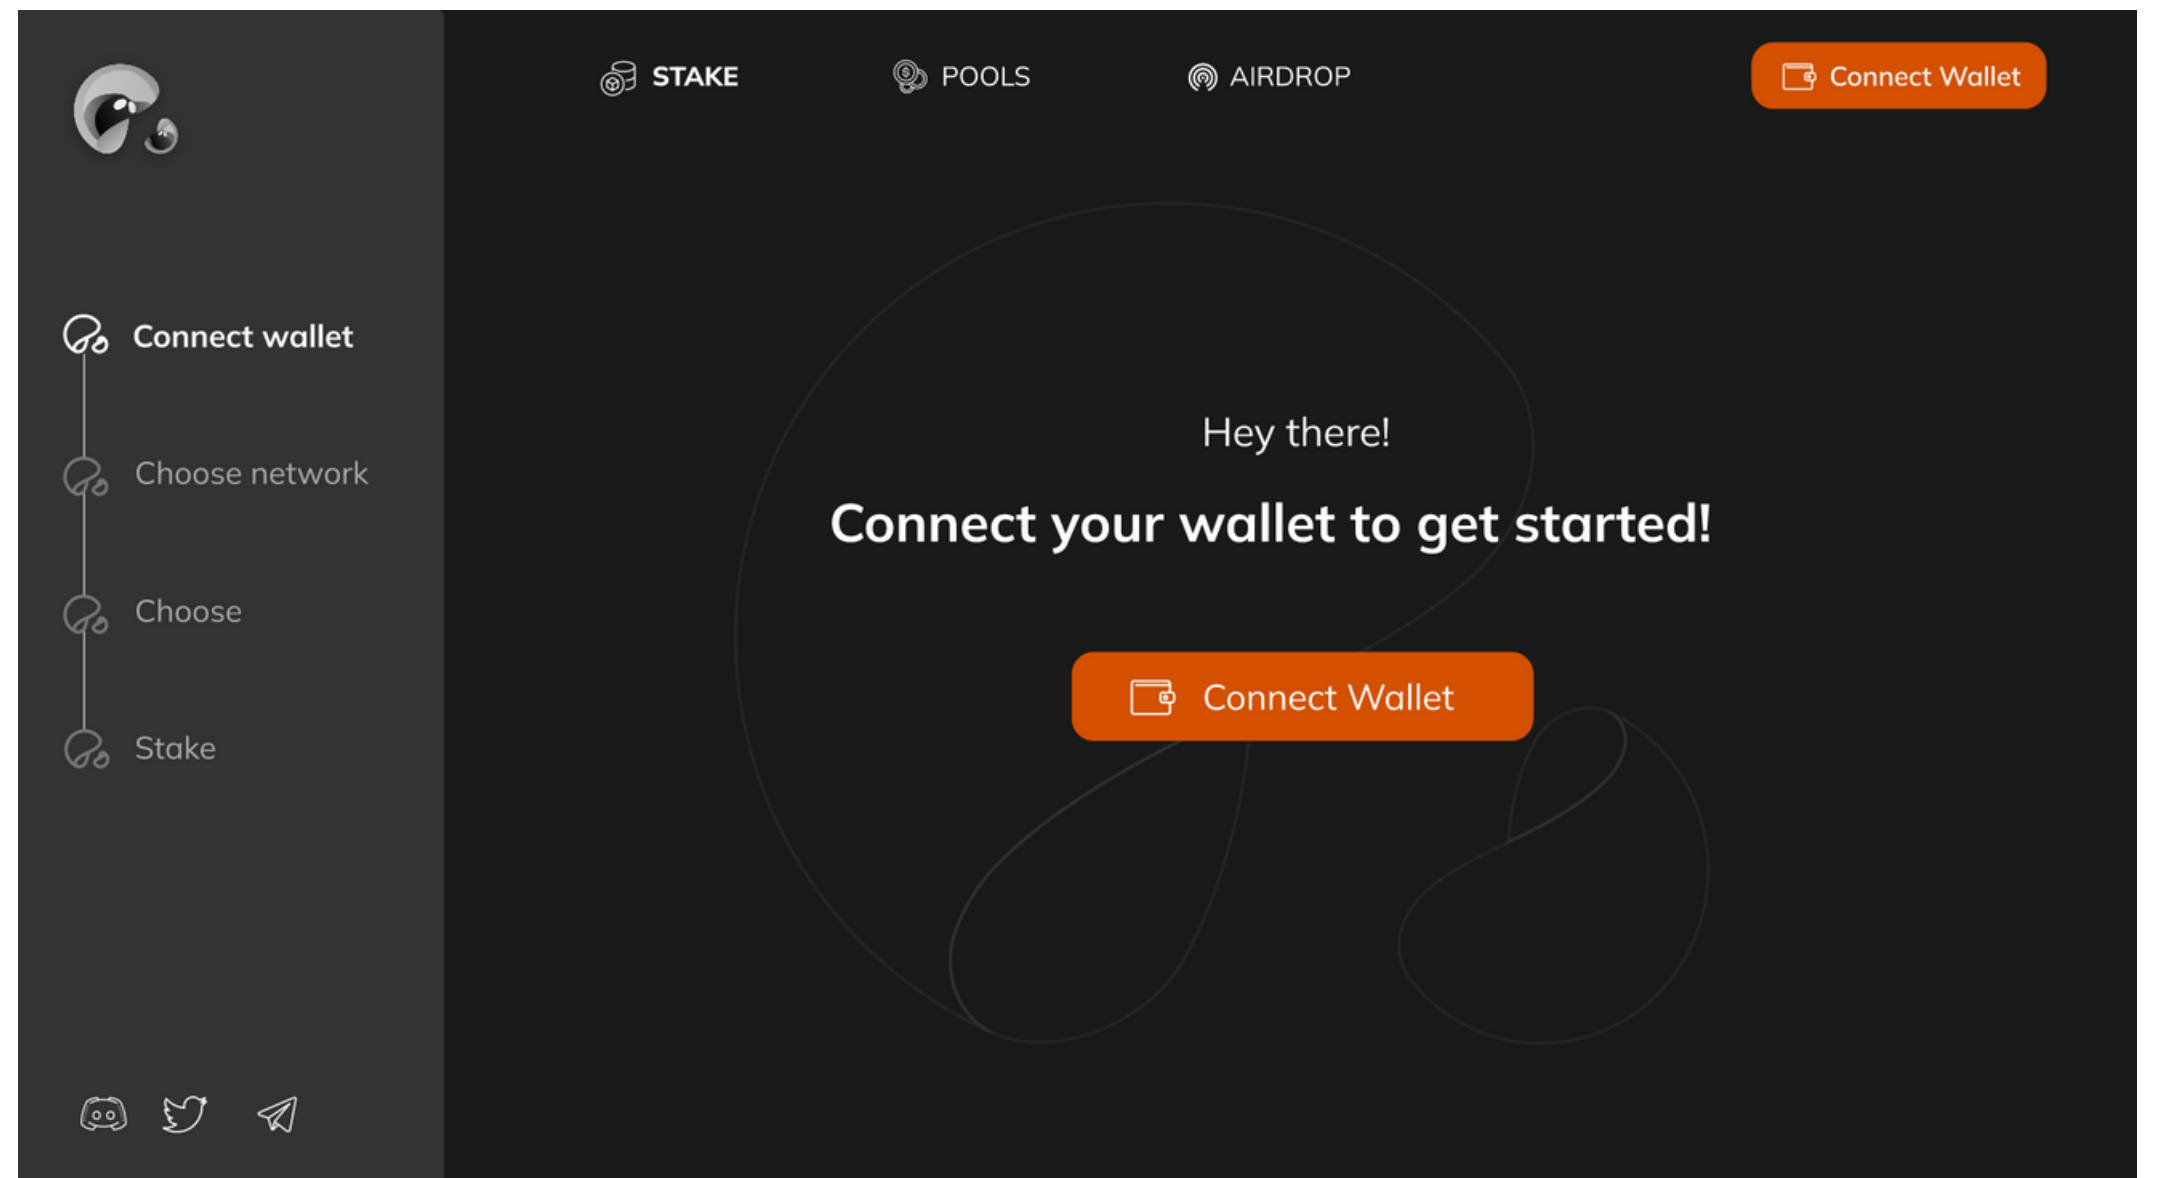 STAKE
POOLS
AIRDROP
Connect Wallet
Connect wallet
Choose network
Choose
Stake
Hey there!
Connect your wallet to get started!
Connect Wallet